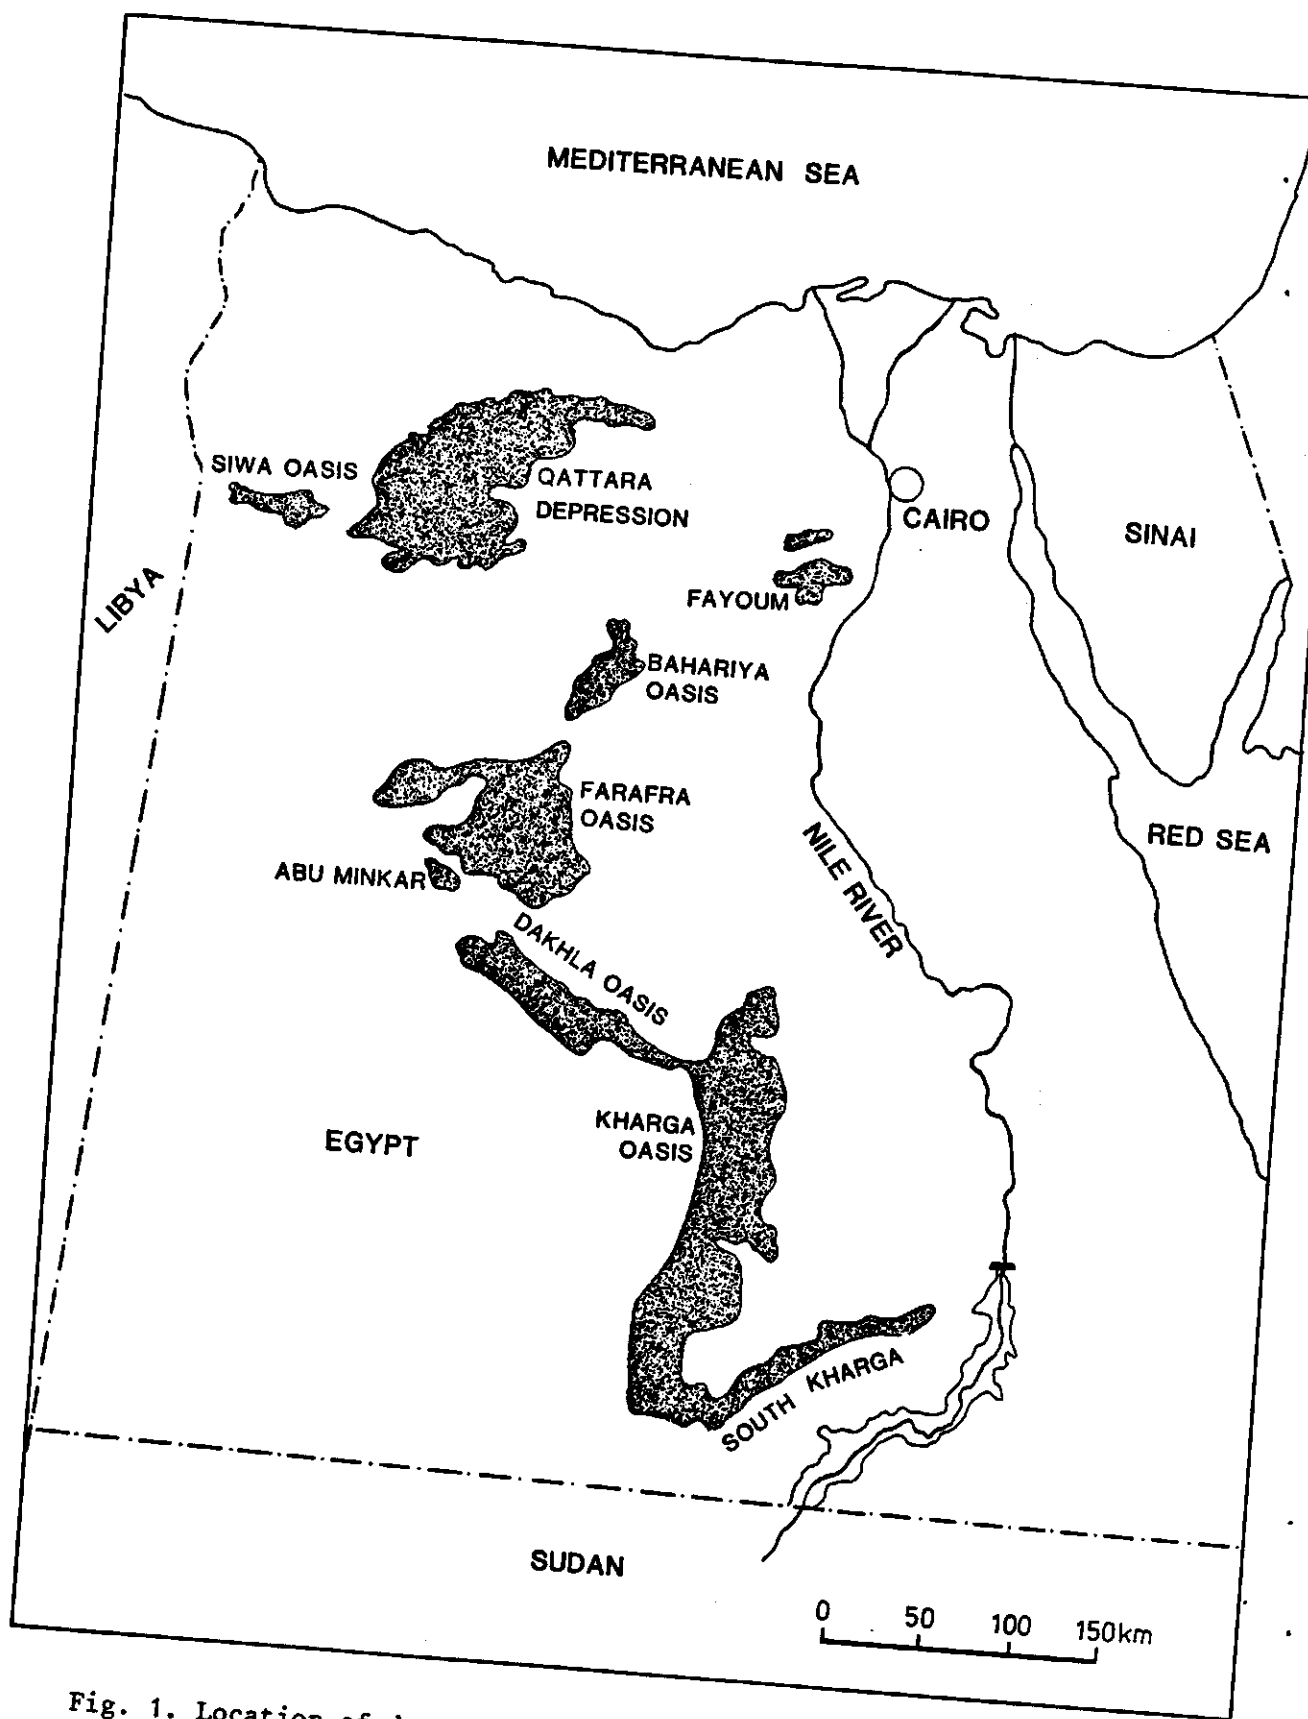 MEDITERRANEAN SEA
SIWA OASIS
QATTARA
DEPRESSION
CAIRO
SINAI
LIBYA
FAYOUM
BAHARIYA
OASIS
FARAFRA
OASIS
RED SEA
ABU MINKAR
NILE RIVER
DAKHLA OASIS
KHARGA
OASIS
EGYPT
SOUTH KHARGA
SUDAN
0 50 100 150km
Fig. 1. Location of